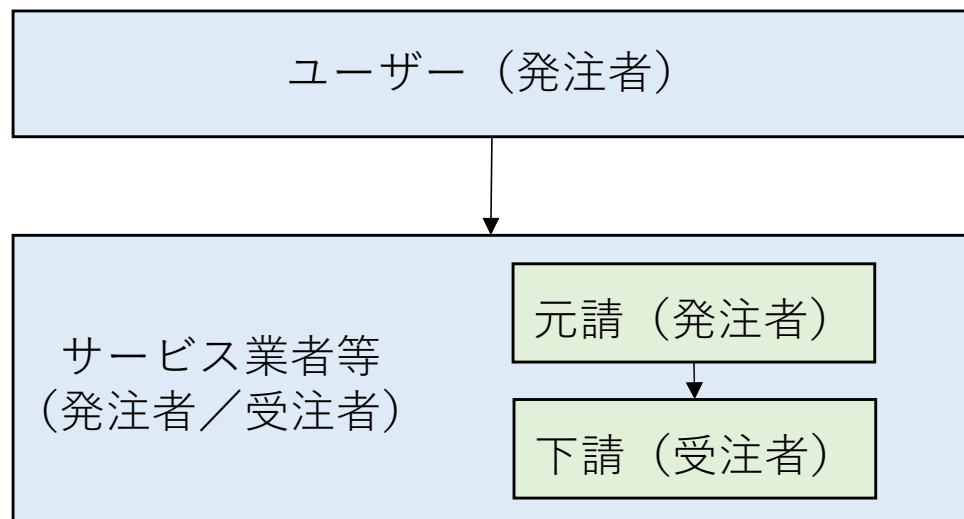 ユーザー（発注者）
サービス業者等
（発注者／受注者）
元請（発注者）
下請（受注者）